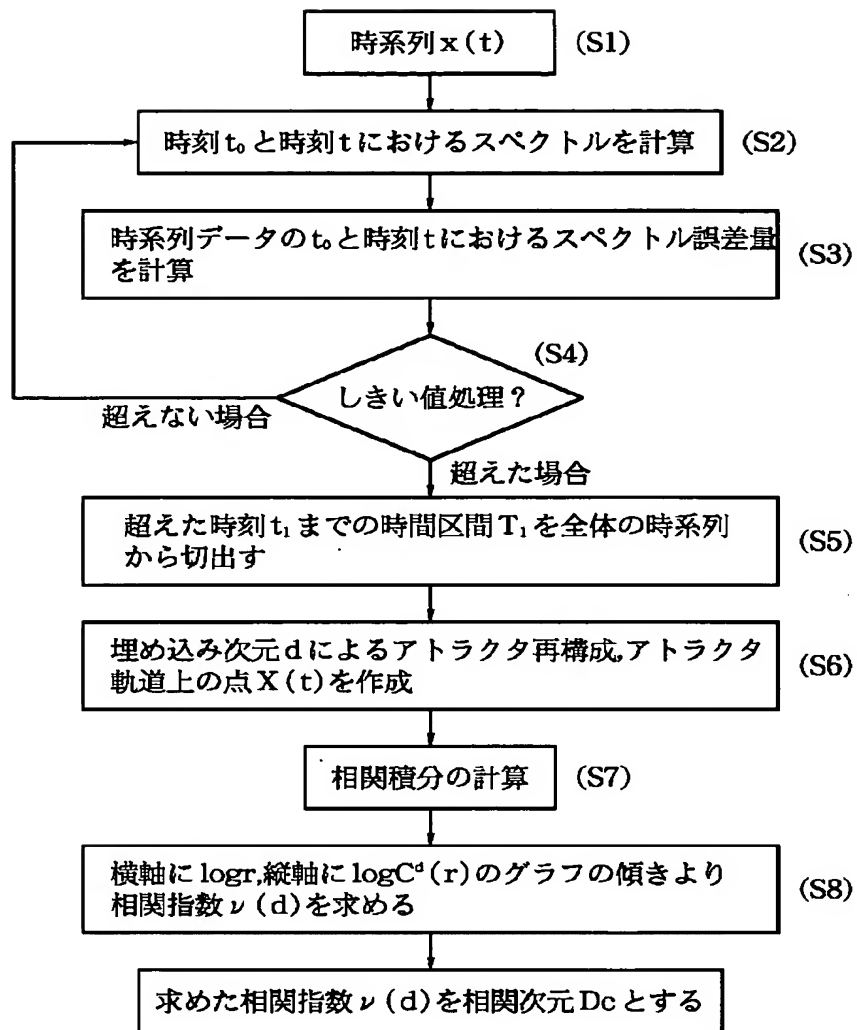 時系列x(t) (S1)
時刻t₀と時刻tにおけるスペクトルを計算 (S2)
時系列データのt₀と時刻tにおけるスペクトル誤差量
を計算
(S3)
(S4)
しきい値処理?
超えない場合
超えた場合
超えた時刻t₁までの時間区間T₁を全体の時系列
から切出す
(S5)
埋め込み次元dによるアトラクタ再構成,アトラクタ
軌道上の点X(t)を作成
(S6)
相関積分の計算 (S7)
横軸にlogr,縦軸にlogCᵈ(r)のグラフの傾きより
相関指数ν(d)を求める
(S8)
求めた相関指数ν(d)を相関次元Dcとする